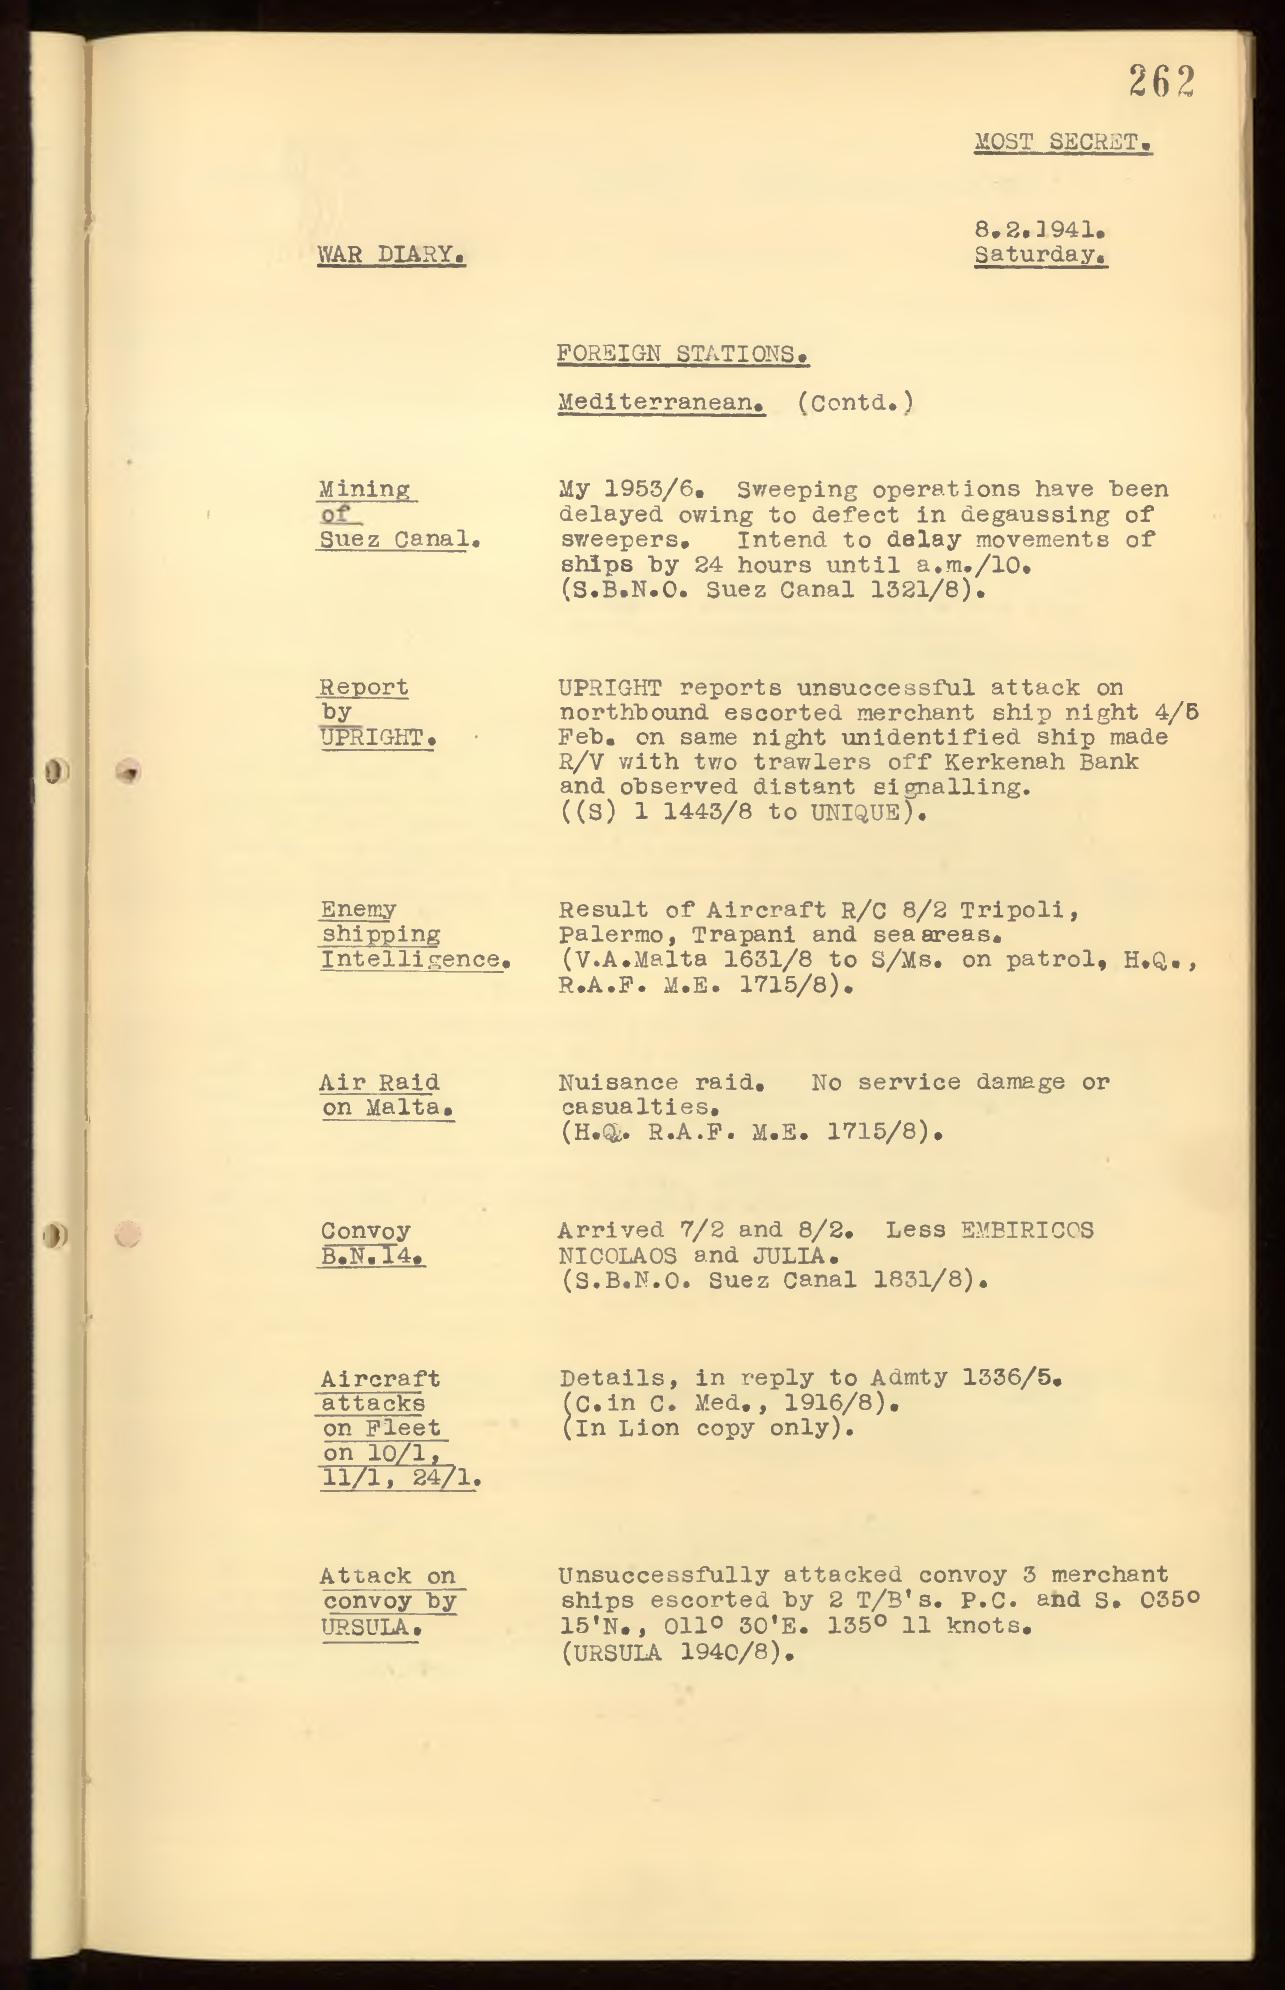 262
MOST SECRET.
8.2.1941.
WAR DIARY. Saturday.
FOREIGN STATIONS.
Mediterranean. (Contd.)
Mining
of
Suez Canal.
My 1953/6. Sweeping operations have been
delayed owing to defect in degaussing of
sweepers. Intend to delay movements of
ships by 24 hours until a.m./10.
(S.B.N.O. Suez Canal 1321/8).
Report
by
UPRIGHT.
UPRIGHT reports unsuccessful attack on
northbound escorted merchant ship night 4/5
Feb. on same night unidentified ship made
R/V with two trawlers off Kerkenah Bank
and observed distant signalling.
((S) 1 1443/8 to UNIQUE).
Enemy
shipping
Intelligence.
Result of Aircraft R/C 8/2 Tripoli,
Palermo, Trapani and sea areas.
(V.A.Malta 1631/8 to S/Ms. on patrol, H.Q.,
R.A.F. M.E. 1715/8).
Air Raid
on Malta.
Nuisance raid. No service damage or
casualties.
(H.Q. R.A.F. M.E. 1715/8).
Convoy
B.N.14.
Arrived 7/2 and 8/2. Less EMBIRICOS
NICOLAOS and JULIA.
(S.B.N.O. Suez Canal 1831/8).
Aircraft
attacks
on Fleet
on 10/1,
11/1, 24/1.
Details, in reply to Admty 1336/5.
(C.in C. Med., 1916/8).
(In Lion copy only).
Attack on
convoy by
URSULA.
Unsuccessfully attacked convoy 3 merchant
ships escorted by 2 T/B's. P.C. and S. 035°
15'N., 011° 30'E. 135° 11 knots.
(URSULA 1940/8).